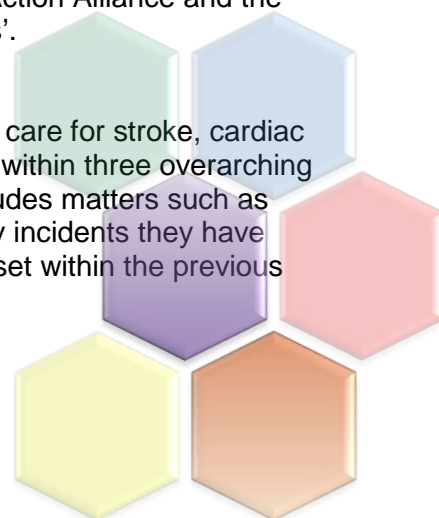 Action Alliance and the
s'.
care for stroke, cardiac
within three overarching
udes matters such as
y incidents they have
set within the previous